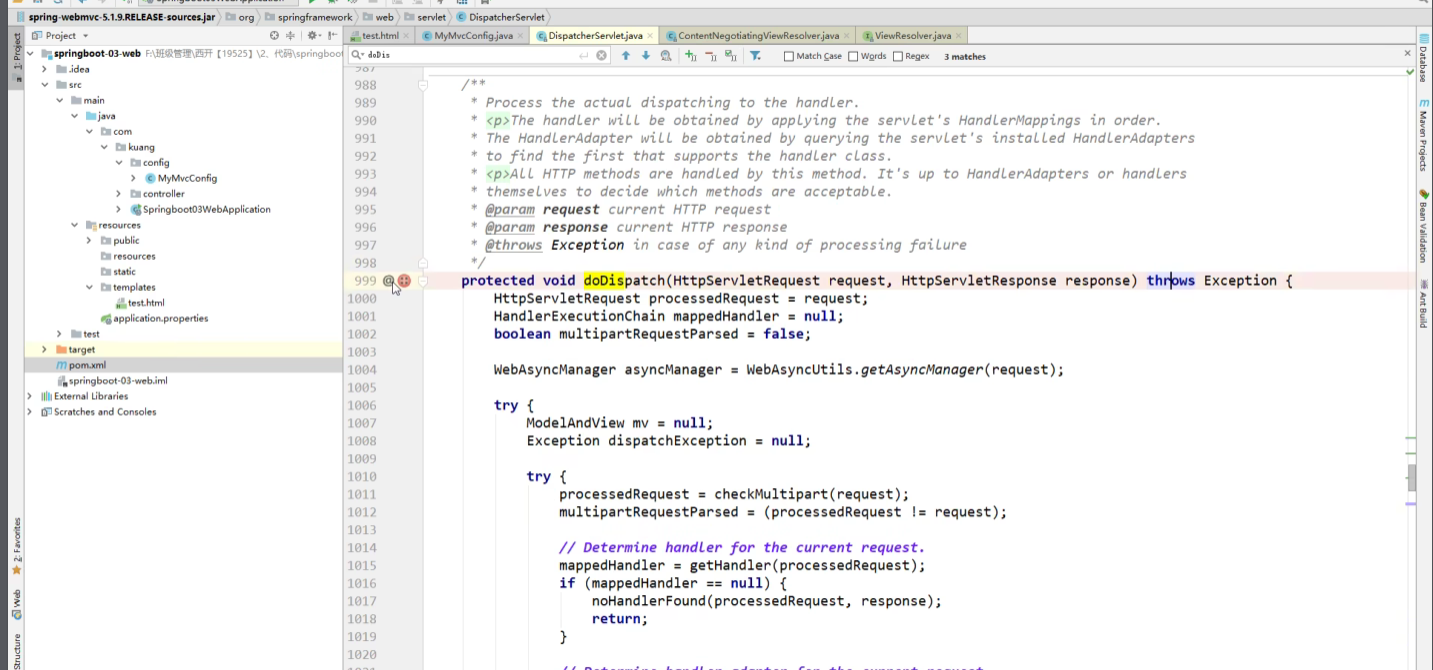 spring-webmvc-5.1.9.RELEASE-sources.jar org springframework web servlet DispatcherServlet
Project
test.html MyMvcConfig.java DispatcherServlet.java ContentNegotiatingViewResolver.java ViewResolver.java
doDis Match Case Words Regex 3 matches
1: Project
springboot-03-web F:\班级管理\西开【19525】\2、代码\springboot
.idea
src
main
java
com
kuang
config
MyMvcConfig
controller
Springboot03WebApplication
resources
public
resources
static
templates
test.html
application.properties
test
target
pom.xml
springboot-03-web.iml
External Libraries
Scratches and Consoles
2: Favorites
Web
Structure
987
988 /**
989 * Process the actual dispatching to the handler.
990 * <p>The handler will be obtained by applying the servlet's HandlerMappings in order.
991 * The HandlerAdapter will be obtained by querying the servlet's installed HandlerAdapters
992 * to find the first that supports the handler class.
993 * <p>All HTTP methods are handled by this method. It's up to HandlerAdapters or handlers
994 * themselves to decide which methods are acceptable.
995 * @param request current HTTP request
996 * @param response current HTTP response
997 * @throws Exception in case of any kind of processing failure
998 */
999 @ protected void doDispatch(HttpServletRequest request, HttpServletResponse response) throws Exception {
1000 HttpServletRequest processedRequest = request;
1001 HandlerExecutionChain mappedHandler = null;
1002 boolean multipartRequestParsed = false;
1003
1004 WebAsyncManager asyncManager = WebAsyncUtils.getAsyncManager(request);
1005
1006 try {
1007 ModelAndView mv = null;
1008 Exception dispatchException = null;
1009
1010 try {
1011 processedRequest = checkMultipart(request);
1012 multipartRequestParsed = (processedRequest != request);
1013
1014 // Determine handler for the current request.
1015 mappedHandler = getHandler(processedRequest);
1016 if (mappedHandler == null) {
1017 noHandlerFound(processedRequest, response);
1018 return;
1019 }
1020
// Determine handler adapter for the current request.
Database
Maven Projects
Bean Validation
Ant Build